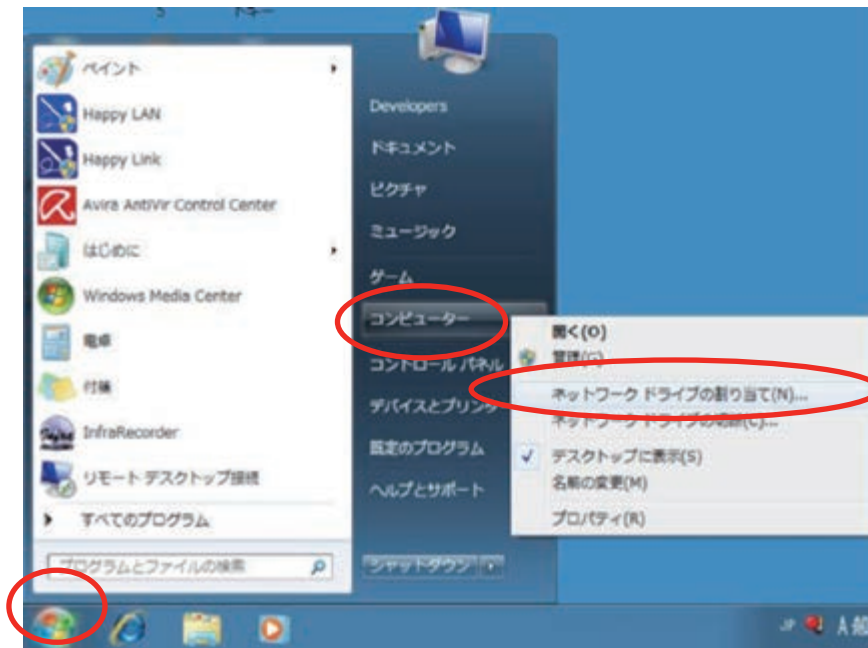 ペイント
Happy LAN
Happy Link
Avira AntiVir Control Center
はじめに
Windows Media Center
電卓
付箋
InfraRecorder
リモート デスクトップ接続
すべてのプログラム
プログラムとファイルの検索
Developers
ドキュメント
ピクチャ
ミュージック
ゲーム
コンピューター
コントロール パネル
デバイスとプリンター
既定のプログラム
ヘルプとサポート
シャットダウン
開く(O)
管理(G)
ネットワーク ドライブの割り当て(N)...
ネットワーク ドライブの切断(C)...
デスクトップに表示(S)
名前の変更(M)
プロパティ(R)
JP
A 般